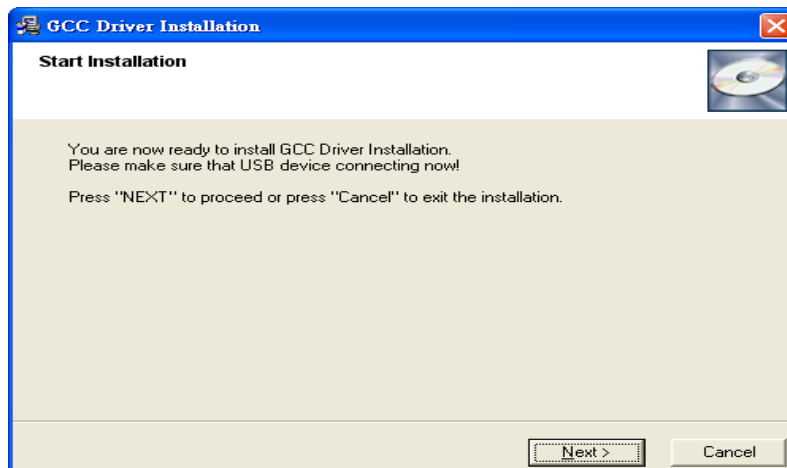 GCC Driver Installation
Start Installation
You are now ready to install GCC Driver Installation.
Please make sure that USB device connecting now!
Press "NEXT" to proceed or press "Cancel" to exit the installation.
Next >
Cancel